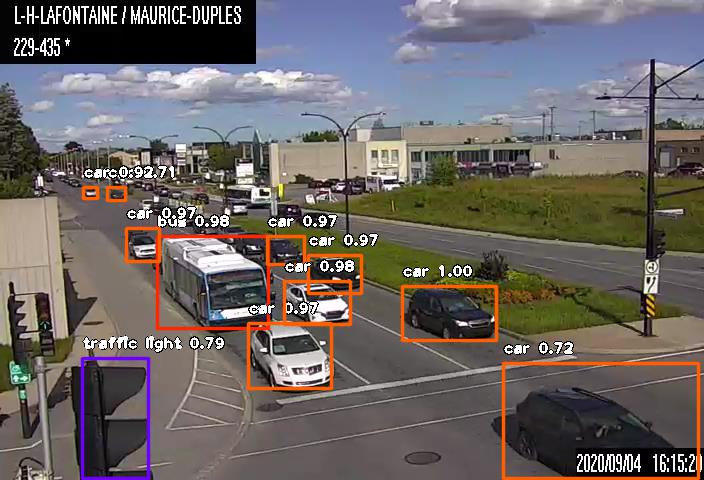 L-H-LAFONTAINE / MAURICE-DUPLES
229-435 *
car 0.92
0.71
car 0.97
bus 0.98
car 0.97
car 0.97
car 0.98
car 1.00
car 0.97
traffic light 0.79
car 0.72
2020/09/04 16:15:20